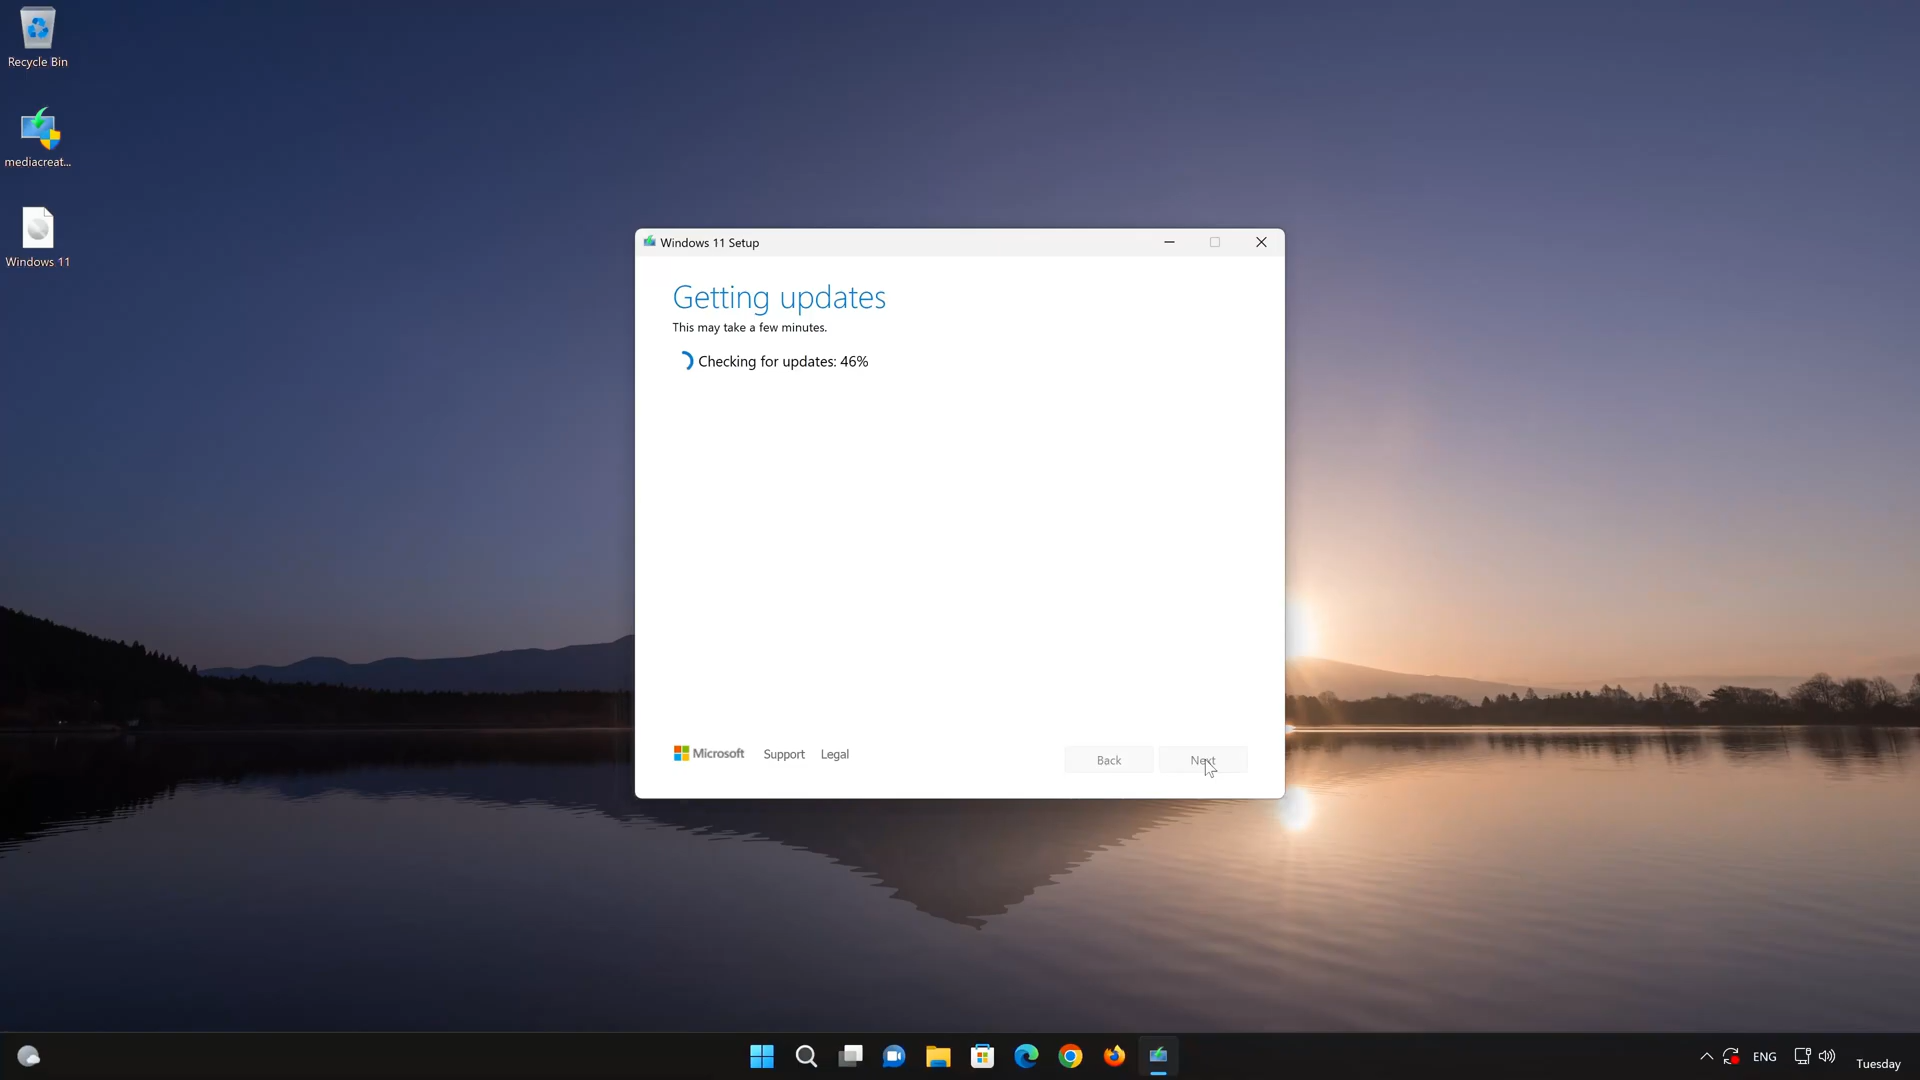 Recycle Bin
mediacreat...
Windows 11
Windows 11 Setup
Getting updates
This may take a few minutes.
Checking for updates: 46%
Microsoft
Support
Legal
Back
Next
ENG
Tuesday